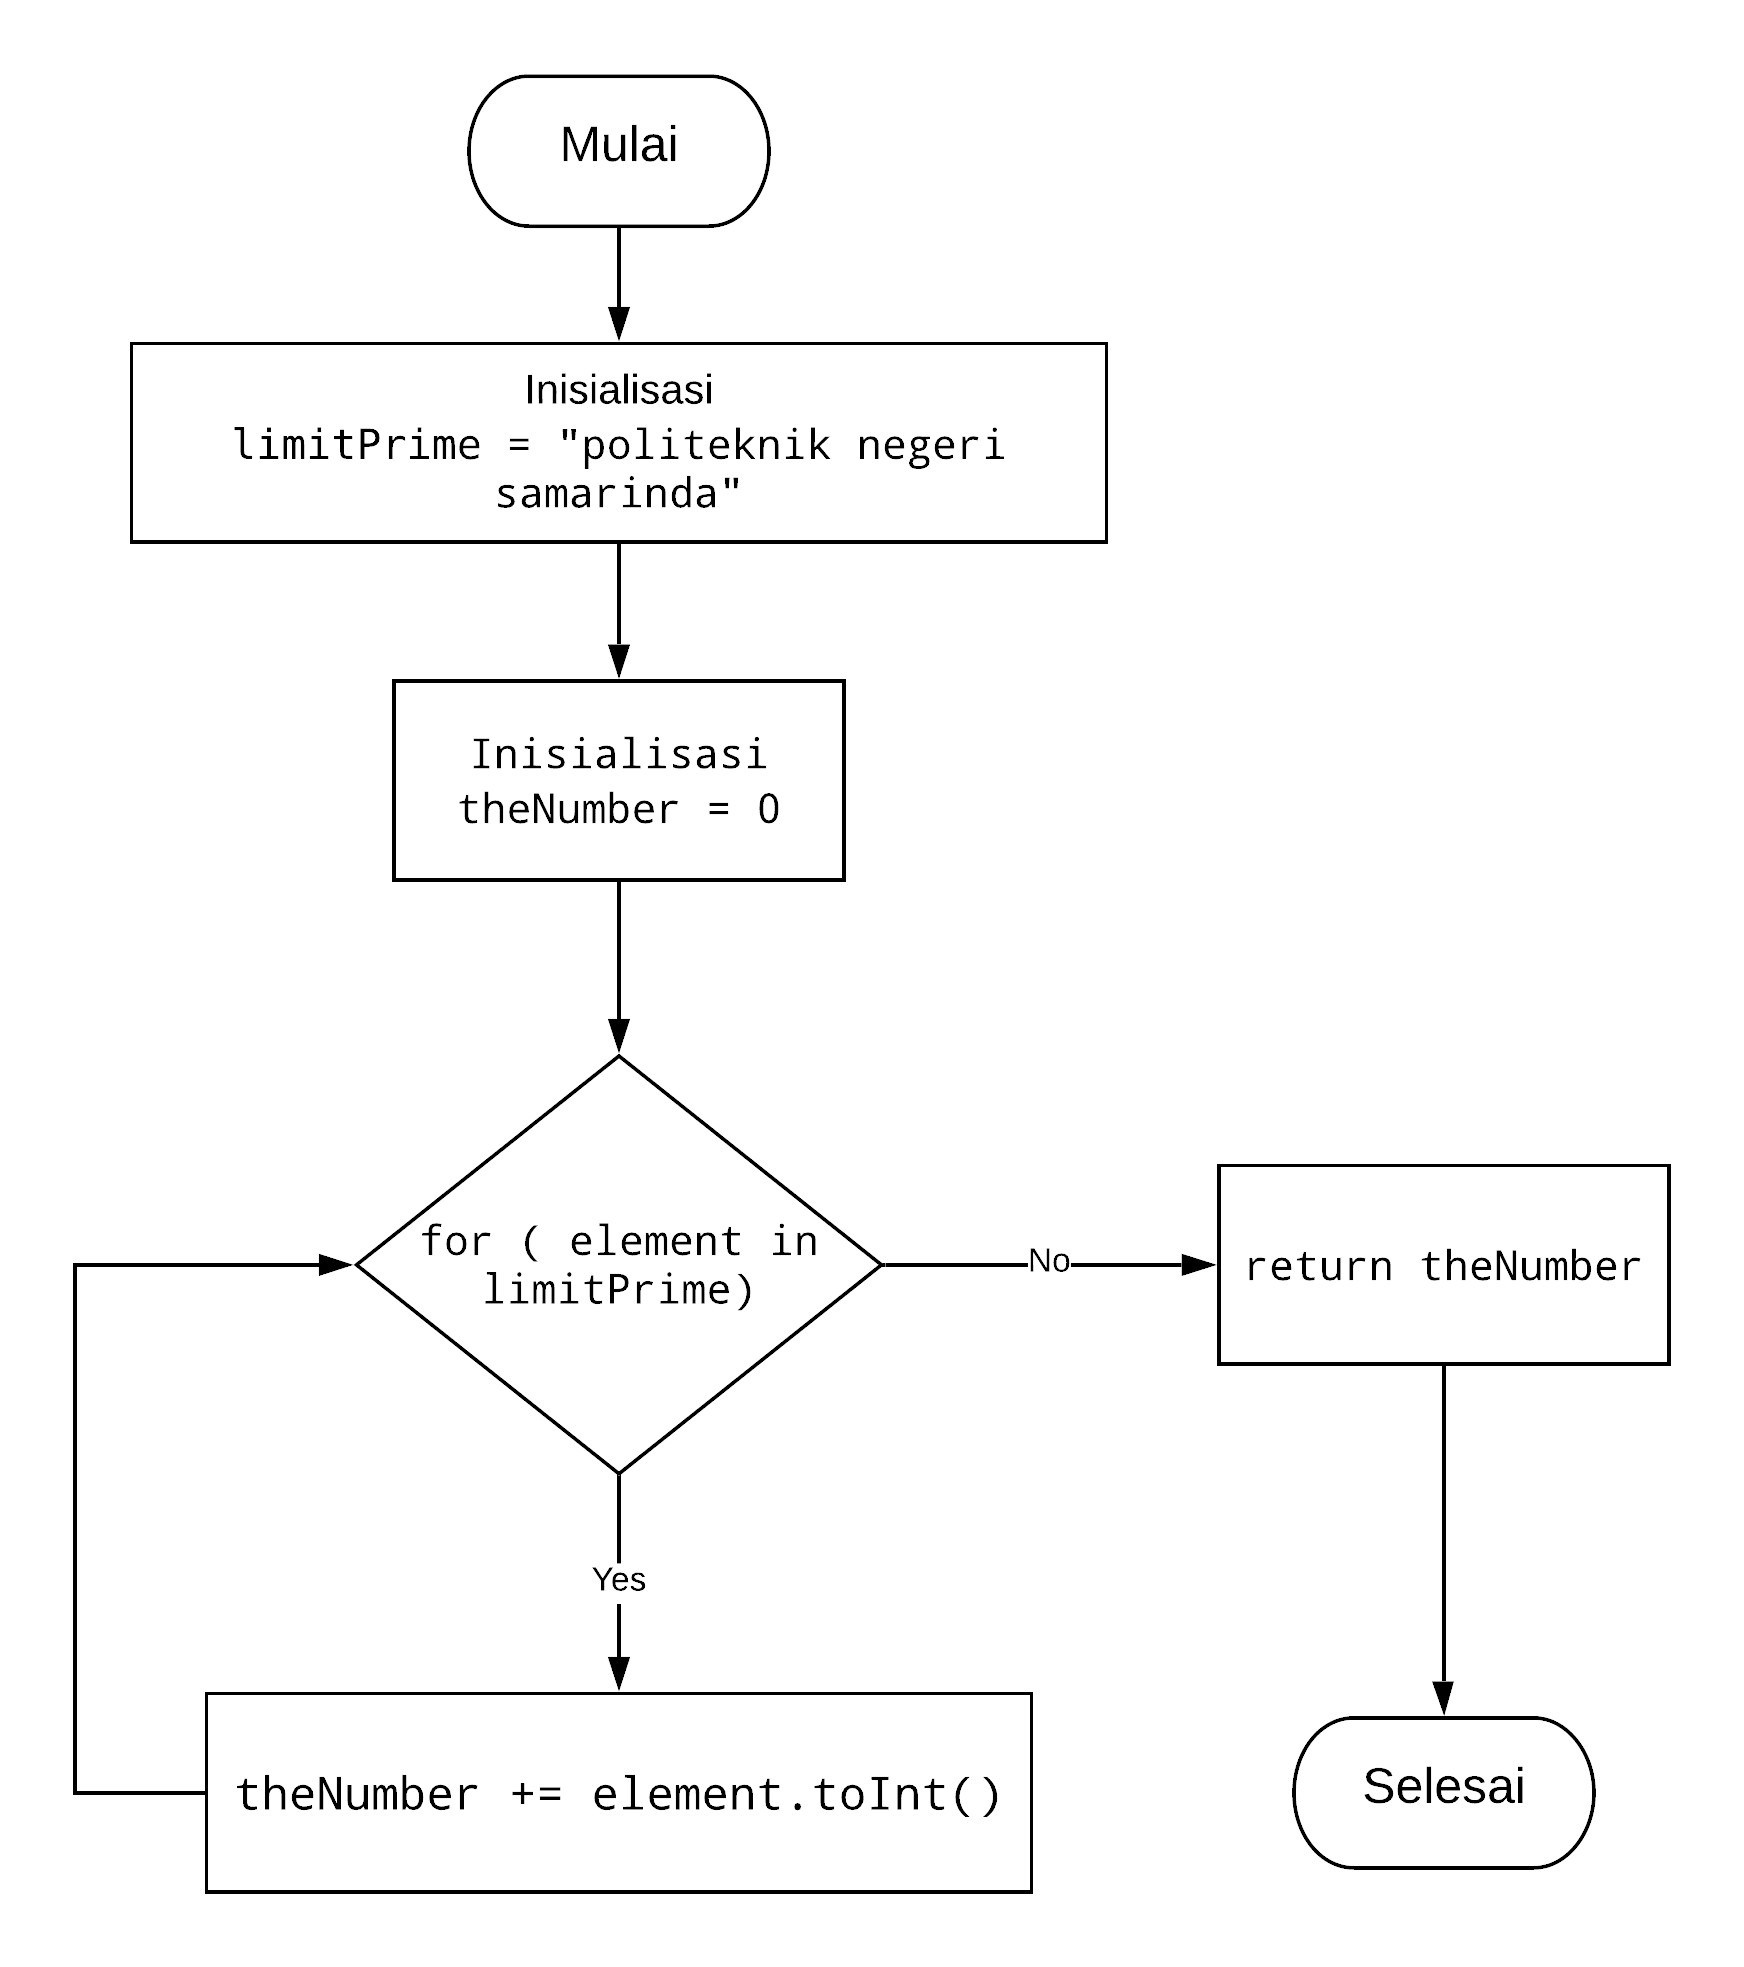 Mulai
Inisialisasi
limitPrime = "politeknik negeri
samarinda"
Inisialisasi
theNumber = 0
for ( element in
limitPrime)
No
return theNumber
Yes
theNumber += element.toInt()
Selesai